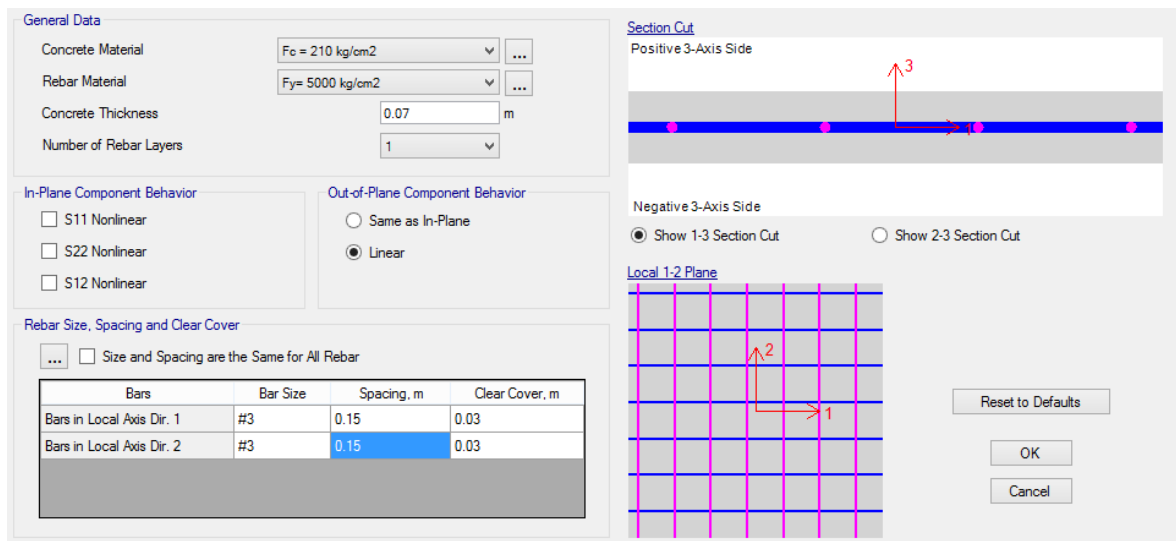 General Data
Concrete Material
Fc = 210 kg/cm2
...
Rebar Material
Fy= 5000 kg/cm2
...
Concrete Thickness
0.07
m
Number of Rebar Layers
1
In-Plane Component Behavior
S11 Nonlinear
S22 Nonlinear
S12 Nonlinear
Out-of-Plane Component Behavior
Same as In-Plane
Linear
Rebar Size, Spacing and Clear Cover
...
Size and Spacing are the Same for All Rebar
Bars Bar Size Spacing, m Clear Cover, m
Bars in Local Axis Dir. 1 #3 0.15 0.03
Bars in Local Axis Dir. 2 #3 0.15 0.03
Section Cut
Positive 3-Axis Side
3
1
Negative 3-Axis Side
Show 1-3 Section Cut
Show 2-3 Section Cut
Local 1-2 Plane
2
1
Reset to Defaults
OK
Cancel